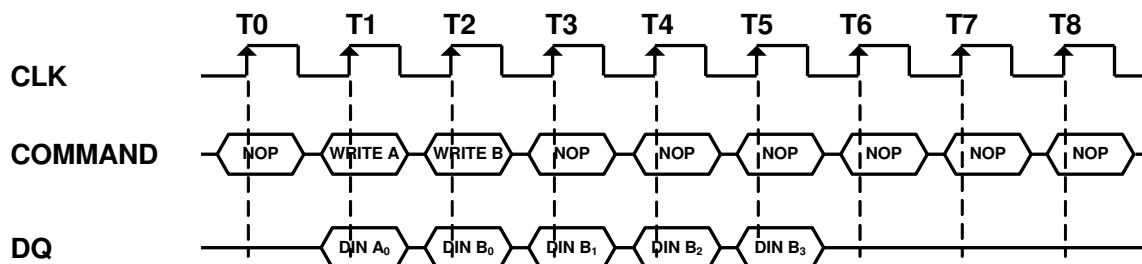 T0 T1 T2 T3 T4 T5 T6 T7 T8
CLK
COMMAND NOP WRITE A WRITE B NOP NOP NOP NOP NOP NOP
DQ DIN A₀ DIN B₀ DIN B₁ DIN B₂ DIN B₃